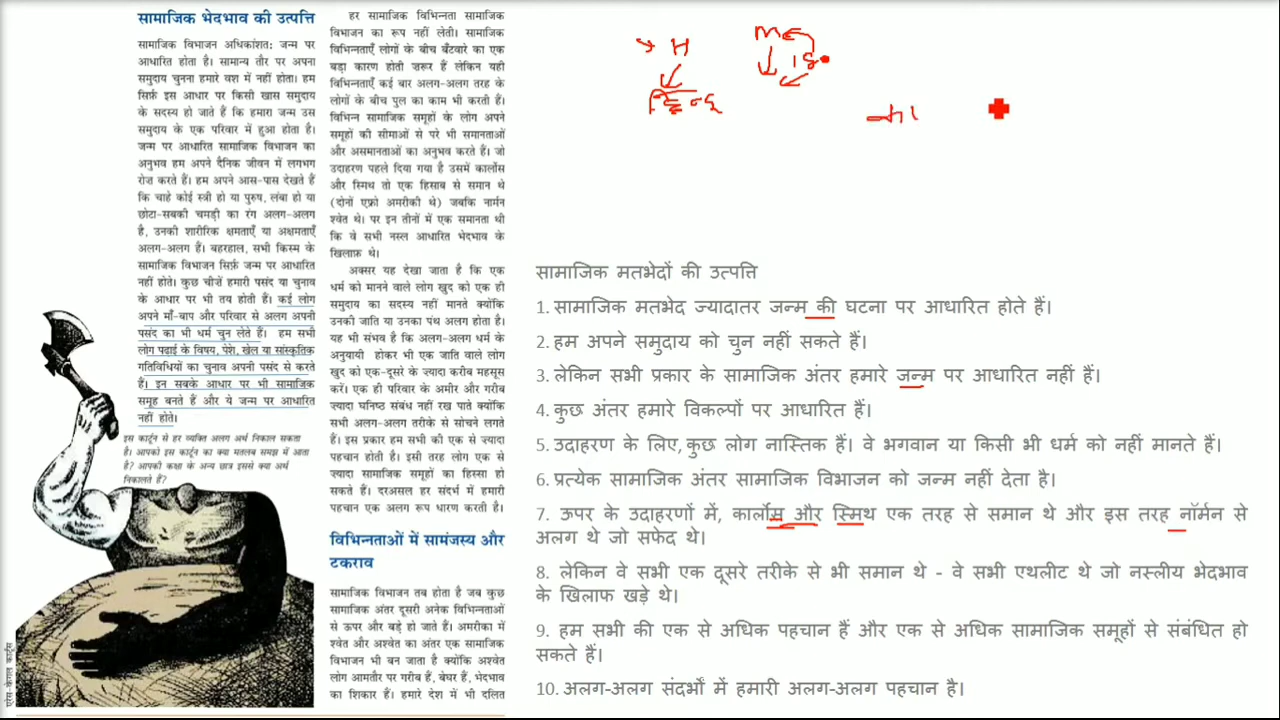 सामाजिक भेदभाव की उत्पत्ति
सामाजिक विभाजन अधिकांशत: जन्म पर
आधारित होता है। सामान्य तौर पर अपना
समुदाय चुनना हमारे वश में नहीं होता। हम
सिर्फ़ इस आधार पर किसी खास समुदाय
के सदस्य हो जाते हैं कि हमारा जन्म उस
समुदाय के एक परिवार में हुआ होता है।
जन्म पर आधारित सामाजिक विभाजन का
अनुभव हम अपने दैनिक जीवन में लगभग
रोज़ करते हैं। हम अपने आस-पास देखते हैं
कि चाहे कोई स्त्री हो या पुरुष, लंबा हो या
छोटा-सबकी चमड़ी का रंग अलग-अलग
है, उनकी शारीरिक क्षमताएँ या अक्षमताएँ
अलग-अलग हैं। बहरहाल, सभी किस्म के
सामाजिक विभाजन सिर्फ़ जन्म पर आधारित
नहीं होते। कुछ चीजें हमारी पसंद या चुनाव
के आधार पर भी तय होती हैं। कई लोग
अपने माँ-बाप और परिवार से अलग अपनी
पसंद का भी धर्म चुन लेते हैं। हम सभी
लोग पढ़ाई के विषय, पेशे, खेल या सांस्कृतिक
गतिविधियों का चुनाव अपनी पसंद से करते
हैं। इन सबके आधार पर भी सामाजिक
समूह बनते हैं और ये जन्म पर आधारित
नहीं होते।
इस कार्टून से हर व्यक्ति अलग अर्थ निकाल सकता
है। आपको इस कार्टून का क्या मतलब समझ में आता
है? आपकी कक्षा के अन्य छात्र इससे क्या अर्थ
निकालते हैं?
एरेस-केगल कार्टून्स
हर सामाजिक विभिन्नता सामाजिक
विभाजन का रूप नहीं लेती। सामाजिक
विभिन्नताएँ लोगों के बीच बँटवारे का एक
बड़ा कारण होती ज़रूर हैं लेकिन यही
विभिन्नताएँ कई बार अलग-अलग तरह के
लोगों के बीच पुल का काम भी करती हैं।
विभिन्न सामाजिक समूहों के लोग अपने
समूहों की सीमाओं से परे भी समानताओं
और असमानताओं का अनुभव करते हैं। जो
उदाहरण पहले दिया गया है उसमें कार्लोस
और स्मिथ तो एक हिसाब से समान थे
(दोनों एफ्रो अमरीकी थे) जबकि नार्मन
श्वेत थे। पर इन तीनों में एक समानता थी
कि वे सभी नस्ल आधारित भेदभाव के
खिलाफ़ थे।
अक्सर यह देखा जाता है कि एक
धर्म को मानने वाले लोग खुद को एक ही
समुदाय का सदस्य नहीं मानते क्योंकि
उनकी जाति या उनका पंथ अलग होता है।
यह भी संभव है कि अलग-अलग धर्म के
अनुयायी होकर भी एक जाति वाले लोग
खुद को एक-दूसरे के ज्यादा करीब महसूस
करें। एक ही परिवार के अमीर और गरीब
ज्यादा घनिष्ठ संबंध नहीं रख पाते क्योंकि
सभी अलग-अलग तरीके से सोचने लगते
हैं। इस प्रकार हम सभी की एक से ज्यादा
पहचान होती है। इसी तरह लोग एक से
ज्यादा सामाजिक समूहों का हिस्सा हो
सकते हैं। दरअसल हर संदर्भ में हमारी
पहचान एक अलग रूप धारण करती है।
विभिन्नताओं में सामंजस्य और
टकराव
सामाजिक विभाजन तब होता है जब कुछ
सामाजिक अंतर दूसरी अनेक विभिन्नताओं
से ऊपर और बड़े हो जाते हैं। अमरीका में
श्वेत और अश्वेत का अंतर एक सामाजिक
विभाजन भी बन जाता है क्योंकि अश्वेत
लोग आमतौर पर गरीब हैं, बेघर हैं, भेदभाव
का शिकार हैं। हमारे देश में भी दलित
H
सामाजिक मतभेदों की उत्पत्ति
1. सामाजिक मतभेद ज्यादातर जन्म की घटना पर आधारित होते हैं।
2. हम अपने समुदाय को चुन नहीं सकते हैं।
3. लेकिन सभी प्रकार के सामाजिक अंतर हमारे जन्म पर आधारित नहीं हैं।
4. कुछ अंतर हमारे विकल्पों पर आधारित हैं।
5. उदाहरण के लिए, कुछ लोग नास्तिक हैं। वे भगवान या किसी भी धर्म को नहीं मानते हैं।
6. प्रत्येक सामाजिक अंतर सामाजिक विभाजन को जन्म नहीं देता है।
7. ऊपर के उदाहरणों में, कार्लोस और स्मिथ एक तरह से समान थे और इस तरह नॉर्मन से
अलग थे जो सफेद थे।
8. लेकिन वे सभी एक दूसरे तरीके से भी समान थे - वे सभी एथलीट थे जो नस्लीय भेदभाव
के खिलाफ खड़े थे।
9. हम सभी की एक से अधिक पहचान हैं और एक से अधिक सामाजिक समूहों से संबंधित हो
सकते हैं।
10. अलग-अलग संदर्भों में हमारी अलग-अलग पहचान है।